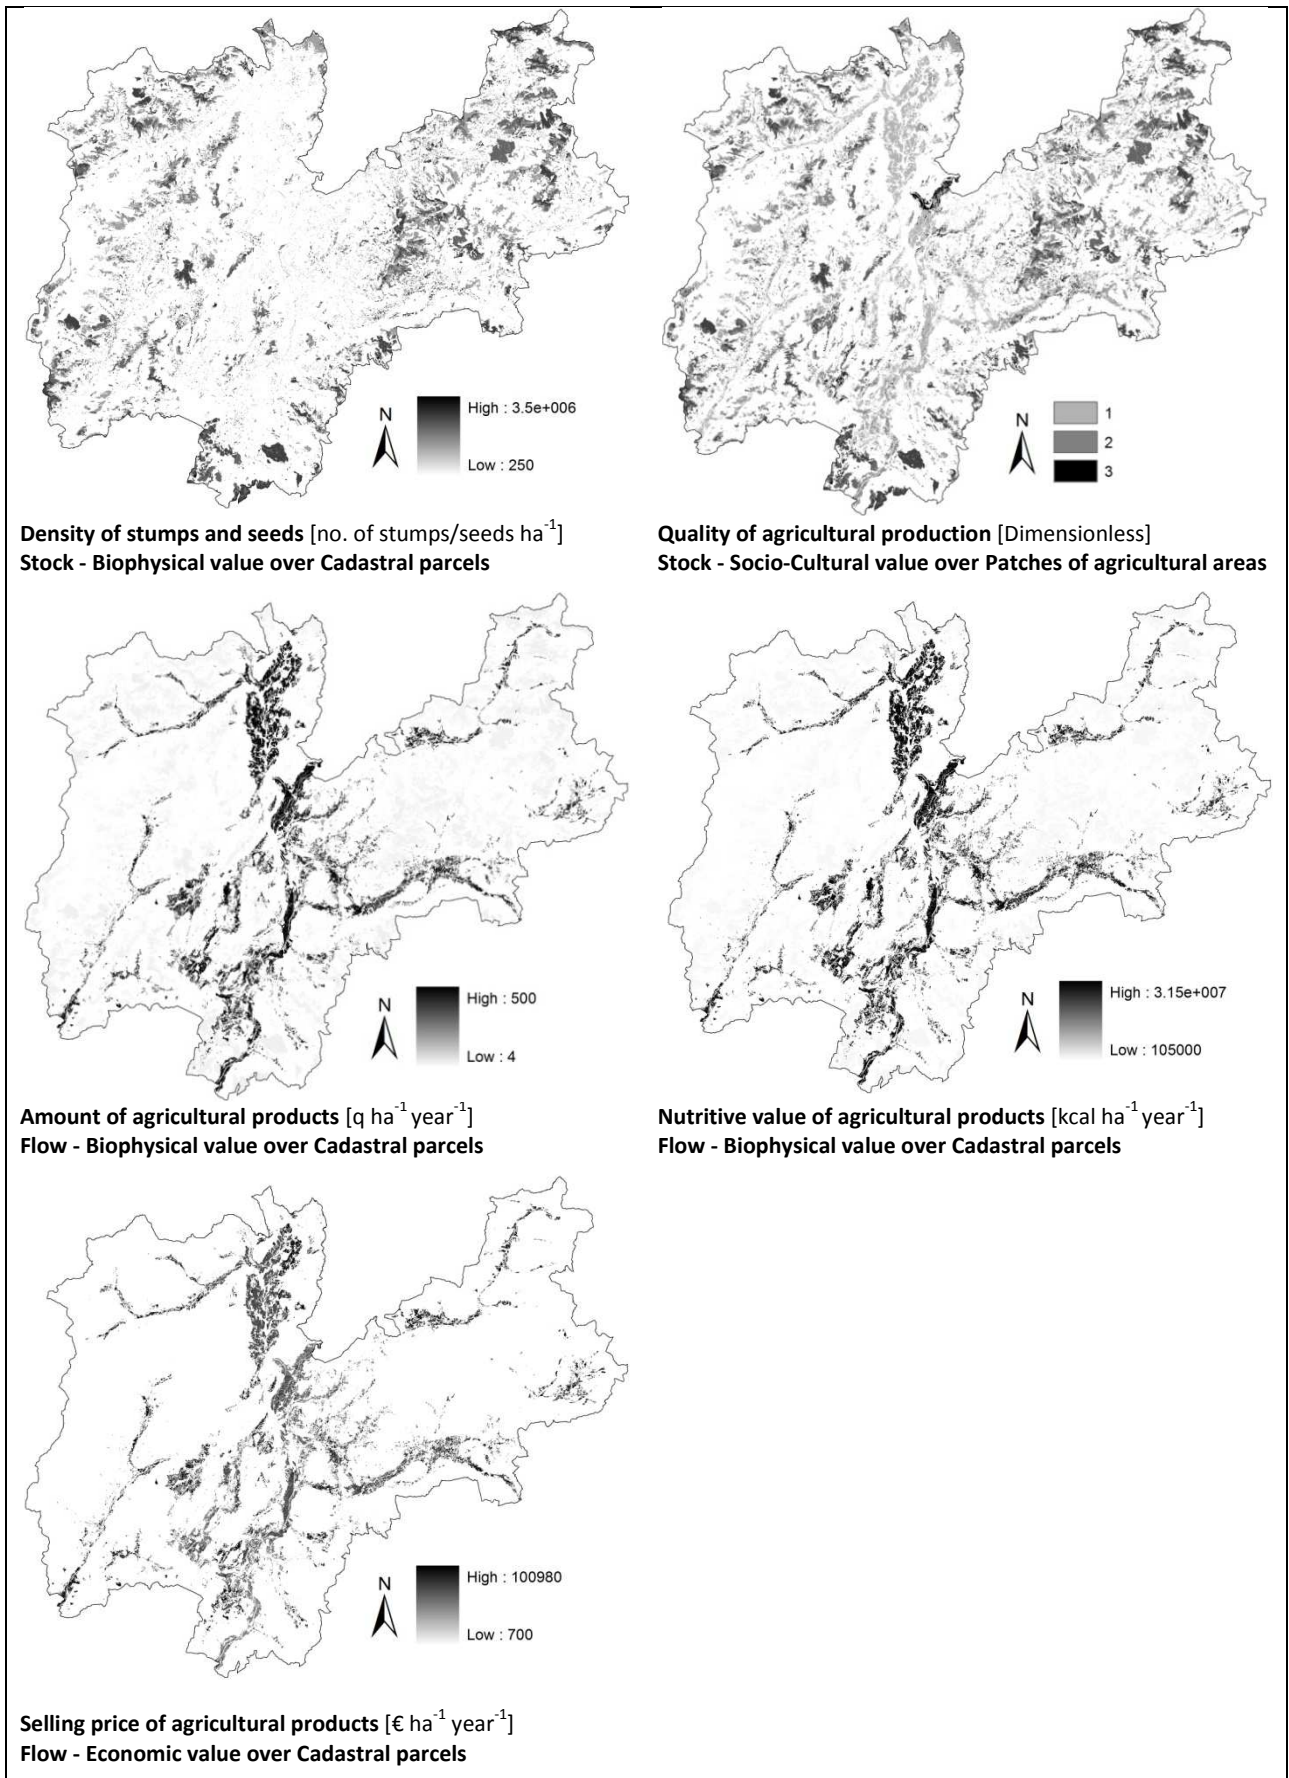 N
High : 3.5e+006
Low : 250
Density of stumps and seeds [no. of stumps/seeds ha⁻¹]
Stock - Biophysical value over Cadastral parcels
N
1
2
3
Quality of agricultural production [Dimensionless]
Stock - Socio-Cultural value over Patches of agricultural areas
N
High : 500
Low : 4
Amount of agricultural products [q ha⁻¹ year⁻¹]
Flow - Biophysical value over Cadastral parcels
N
High : 3.15e+007
Low : 105000
Nutritive value of agricultural products [kcal ha⁻¹ year⁻¹]
Flow - Biophysical value over Cadastral parcels
N
High : 100980
Low : 700
Selling price of agricultural products [€ ha⁻¹ year⁻¹]
Flow - Economic value over Cadastral parcels